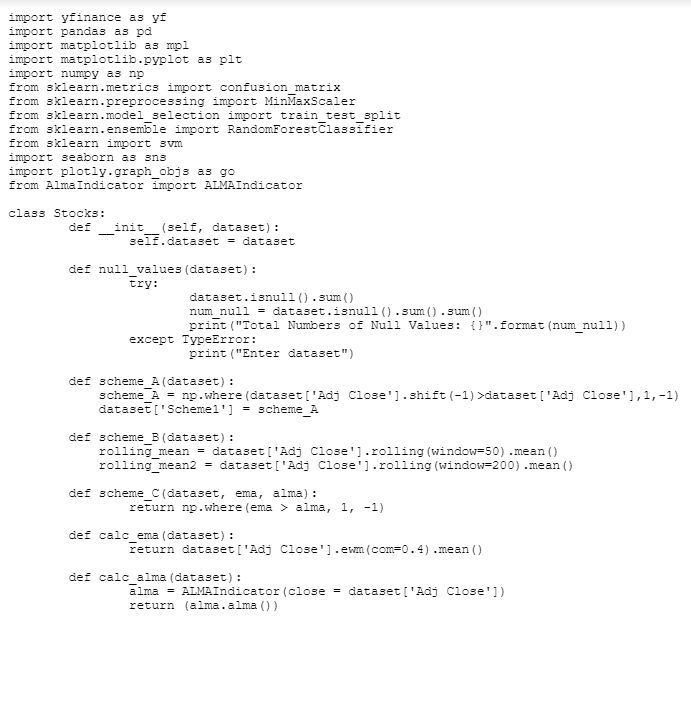 import yfinance as yf
import pandas as pd
import matplotlib as mpl
import matplotlib.pyplot as plt
import numpy as np
from sklearn.metrics import confusion_matrix
from sklearn.preprocessing import MinMaxScaler
from sklearn.model_selection import train_test_split
from sklearn.ensemble import RandomForestClassifier
from sklearn import svm
import seaborn as sns
import plotly.graph_objs as go
from AlmaIndicator import ALMAIndicator

class Stocks:
        def __init__(self, dataset):
                self.dataset = dataset

        def null_values(dataset):
                try:
                        dataset.isnull().sum()
                        num_null = dataset.isnull().sum().sum()
                        print("Total Numbers of Null Values: {}".format(num_null))
                except TypeError:
                        print("Enter dataset")

        def scheme_A(dataset):
            scheme_A = np.where(dataset['Adj Close'].shift(-1)>dataset['Adj Close'],1,-1)
            dataset['Scheme1'] = scheme_A

        def scheme_B(dataset):
            rolling_mean = dataset['Adj Close'].rolling(window=50).mean()
            rolling_mean2 = dataset['Adj Close'].rolling(window=200).mean()

        def scheme_C(dataset, ema, alma):
                return np.where(ema > alma, 1, -1)

        def calc_ema(dataset):
                return dataset['Adj Close'].ewm(com=0.4).mean()

        def calc_alma(dataset):
                alma = ALMAIndicator(close = dataset['Adj Close'])
                return (alma.alma())